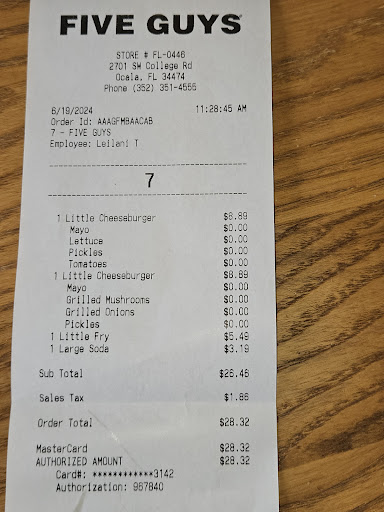 FIVE GUYS
STORE # FL-0446
2701 SW College Rd
Ocala, FL 34474
Phone (352) 351-4555
6/19/2024 11:28:45 AM
Order Id: AAAGFMBAACAB
7 - FIVE GUYS
Employee: Leilani T
7
1 Little Cheeseburger $8.89
Mayo $0.00
Lettuce $0.00
Pickles $0.00
Tomatoes $0.00
1 Little Cheeseburger $8.89
Mayo $0.00
Grilled Mushrooms $0.00
Grilled Onions $0.00
Pickles $0.00
1 Little Fry $5.49
1 Large Soda $3.19
Sub Total $26.46
Sales Tax $1.86
Order Total $28.32
MasterCard $28.32
AUTHORIZED AMOUNT $28.32
Card#: ************3142
Authorization: 967840